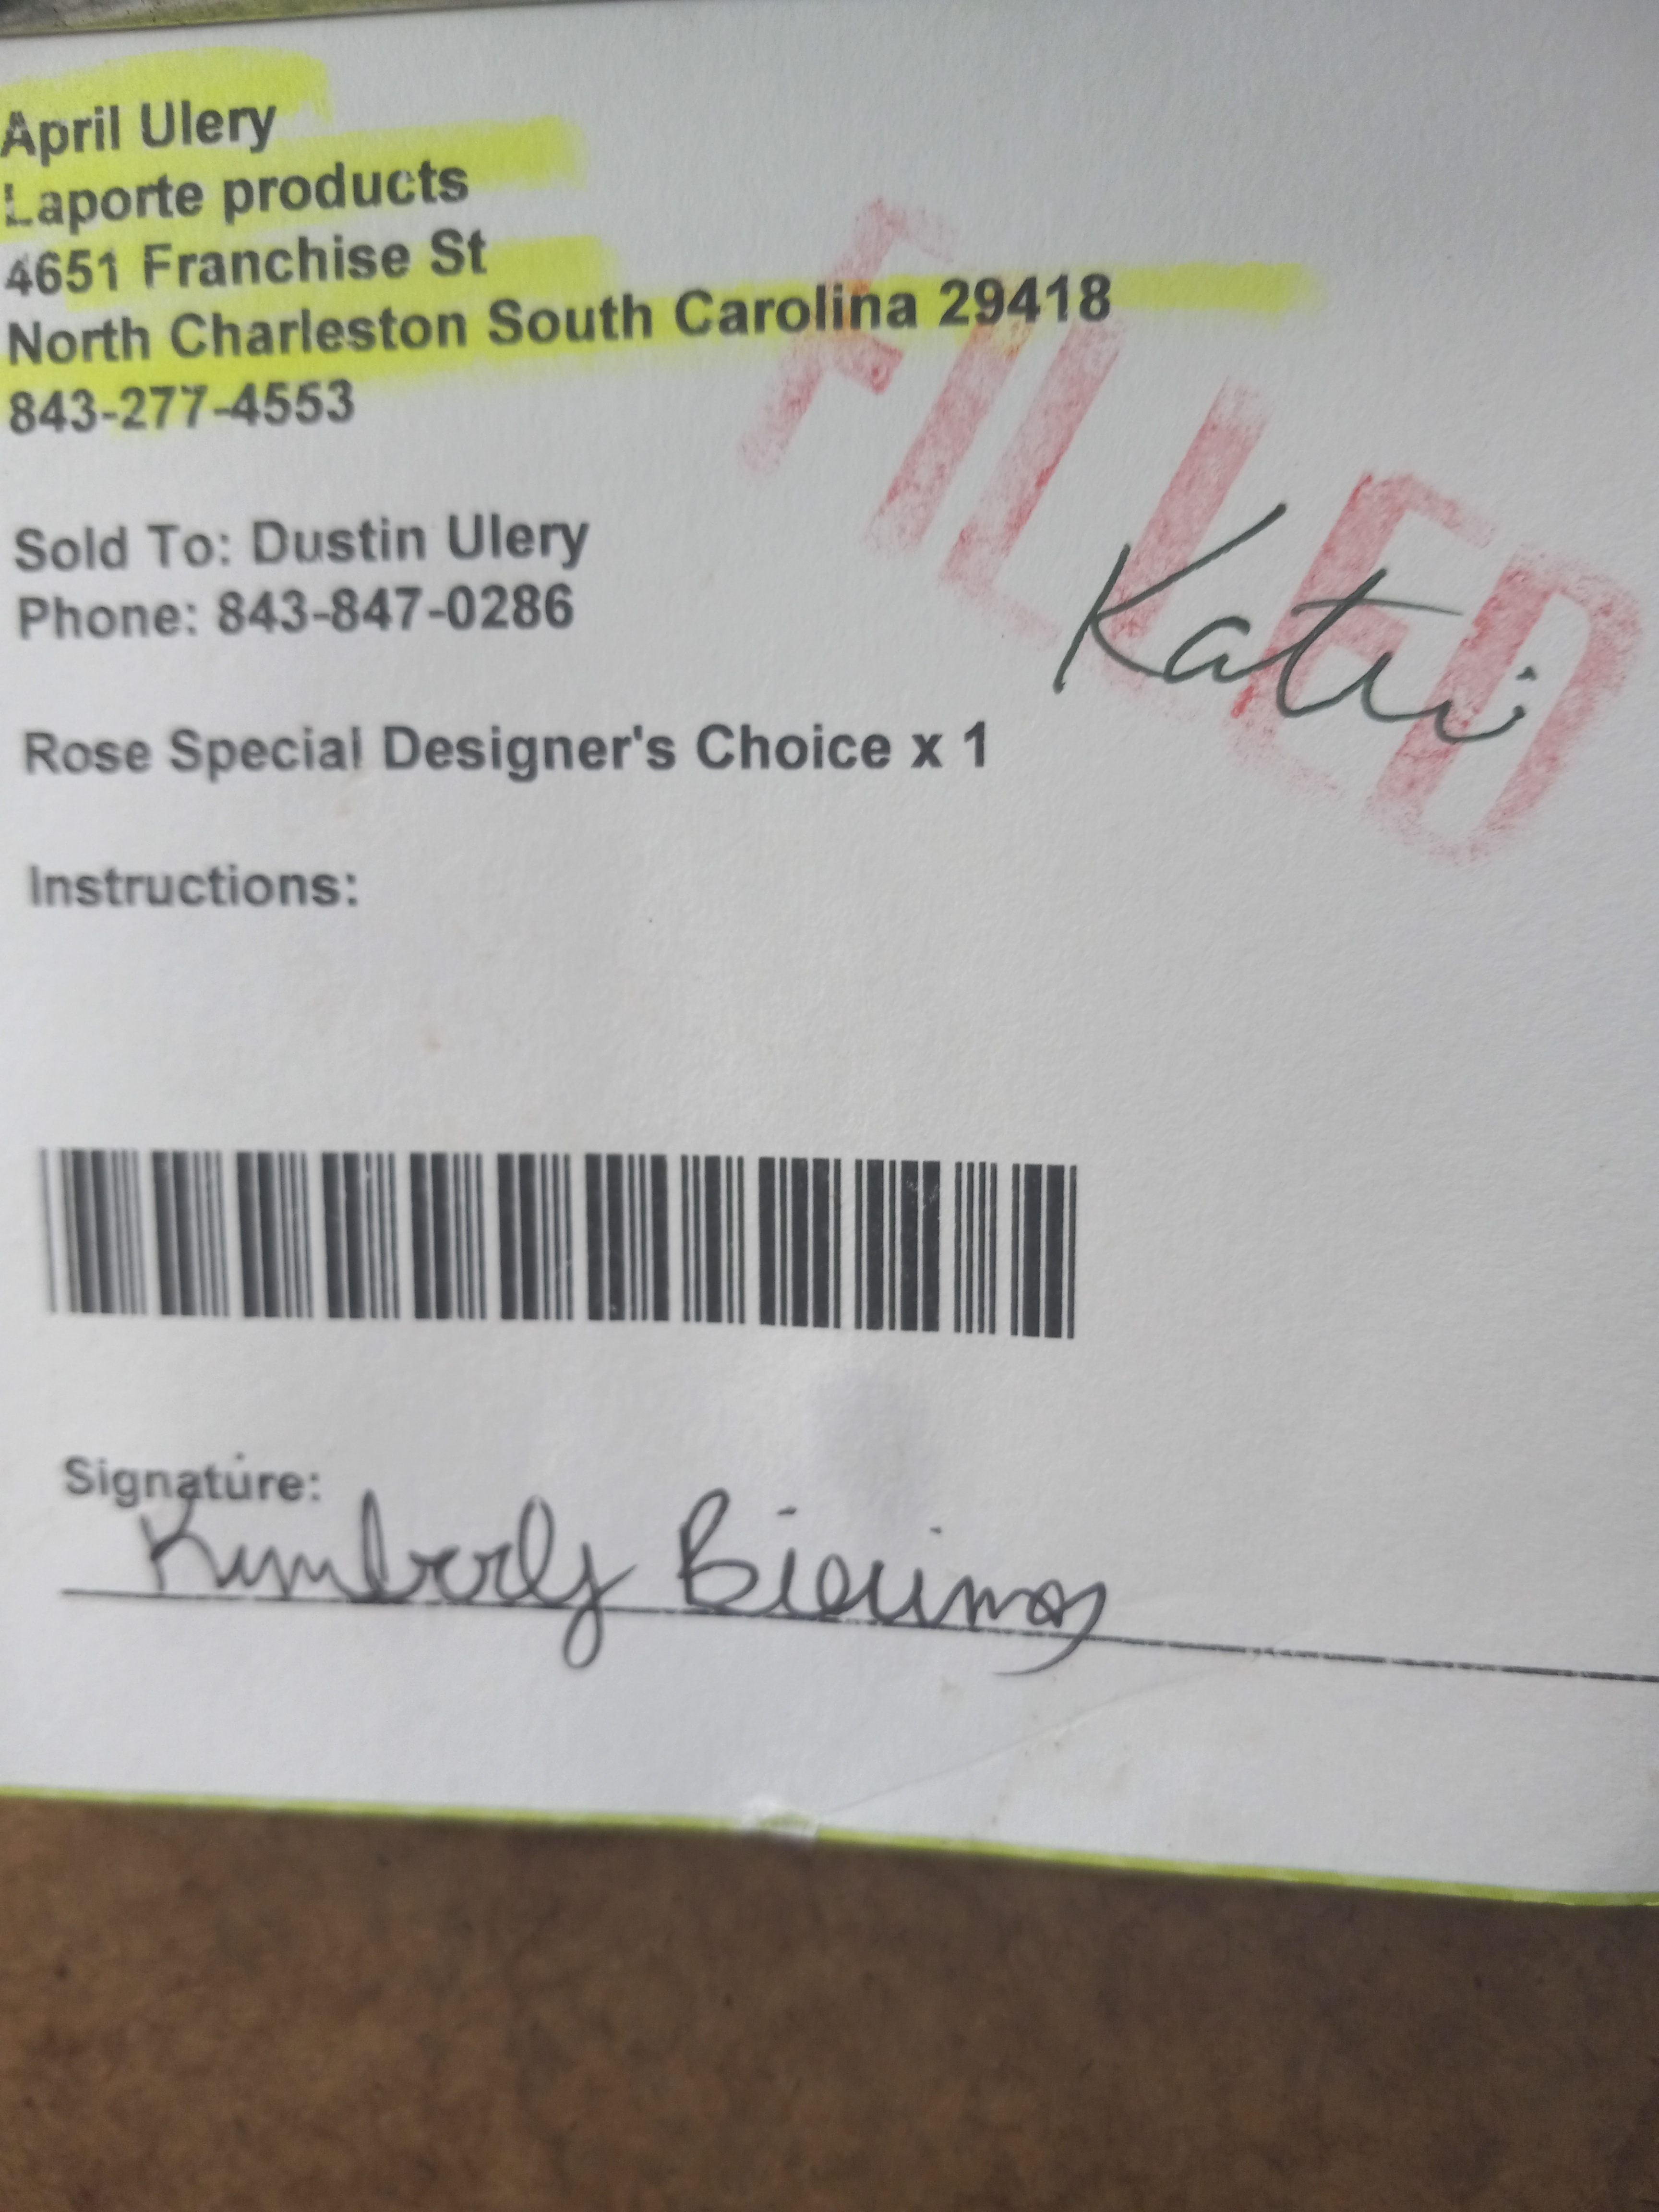 April Ulery
Laporte products
4651 Franchise St
North Charleston South Carolina 29418
843-277-4553
FILLED
Sold To: Dustin Ulery
Phone: 843-847-0286
Rose Special Designer's Choice x 1
Instructions:
Signature:
Kimberly